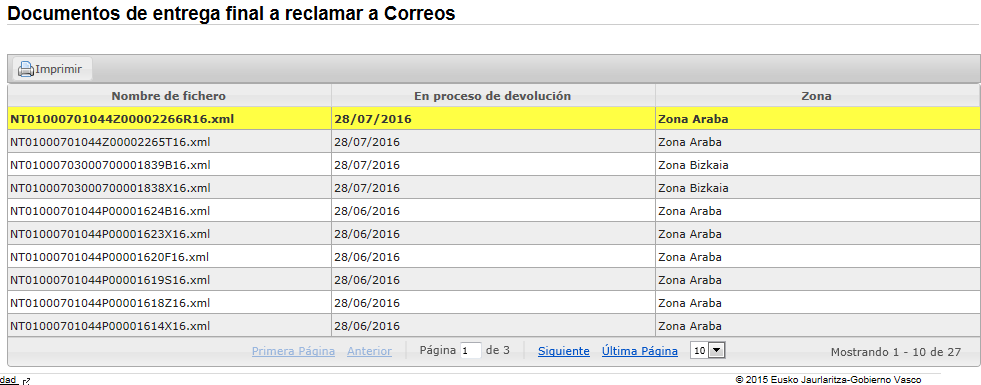 Documentos de entrega final a reclamar a Correos
Imprimir
Nombre de fichero En proceso de devolución Zona
NT01000701044Z00002266R16.xml 28/07/2016 Zona Araba
NT01000701044Z00002265T16.xml 28/07/2016 Zona Araba
NT01000703000700001839B16.xml 28/07/2016 Zona Bizkaia
NT01000703000700001838X16.xml 28/07/2016 Zona Bizkaia
NT01000701044P00001624B16.xml 28/06/2016 Zona Araba
NT01000701044P00001623X16.xml 28/06/2016 Zona Araba
NT01000701044P00001620F16.xml 28/06/2016 Zona Araba
NT01000701044P00001619S16.xml 28/06/2016 Zona Araba
NT01000701044P00001618Z16.xml 28/06/2016 Zona Araba
NT01000701044P00001614X16.xml 28/06/2016 Zona Araba
Primera Página Anterior Página 1 de 3 Siguiente Última Página 10 Mostrando 1 - 10 de 27
dad © 2015 Eusko Jaurlaritza-Gobierno Vasco